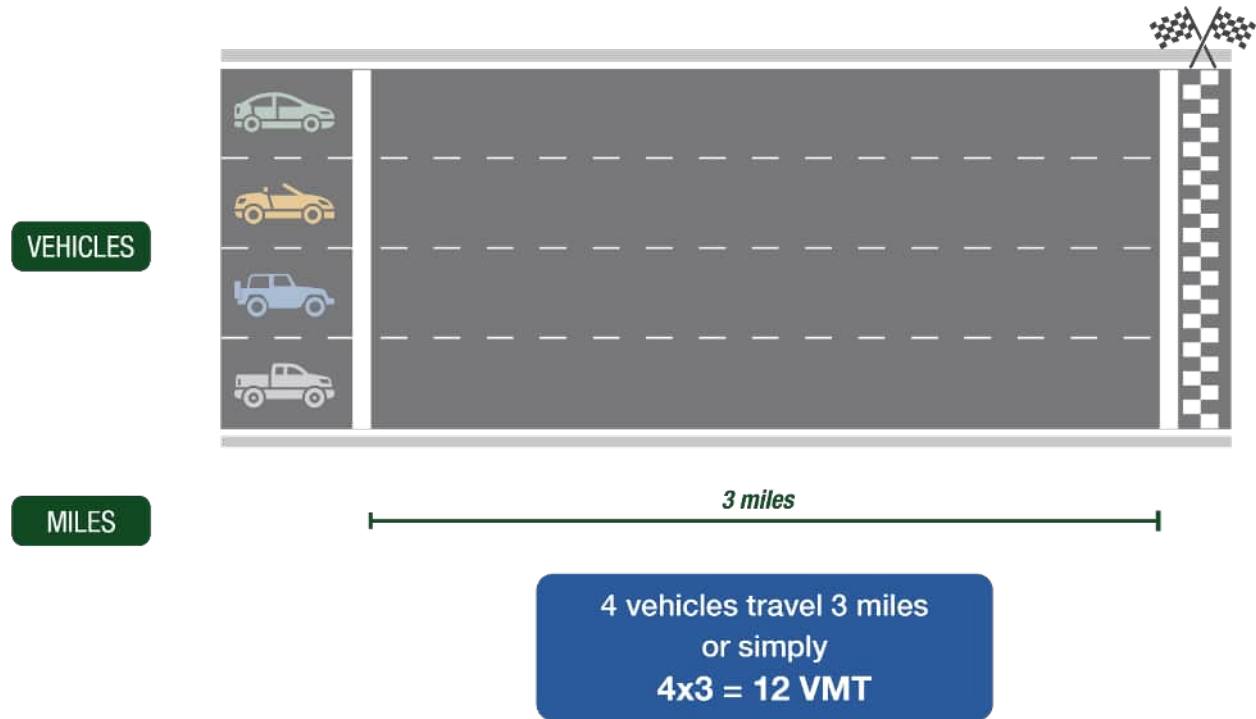 VEHICLES
MILES
3 miles
4 vehicles travel 3 miles
or simply
4x3 = 12 VMT